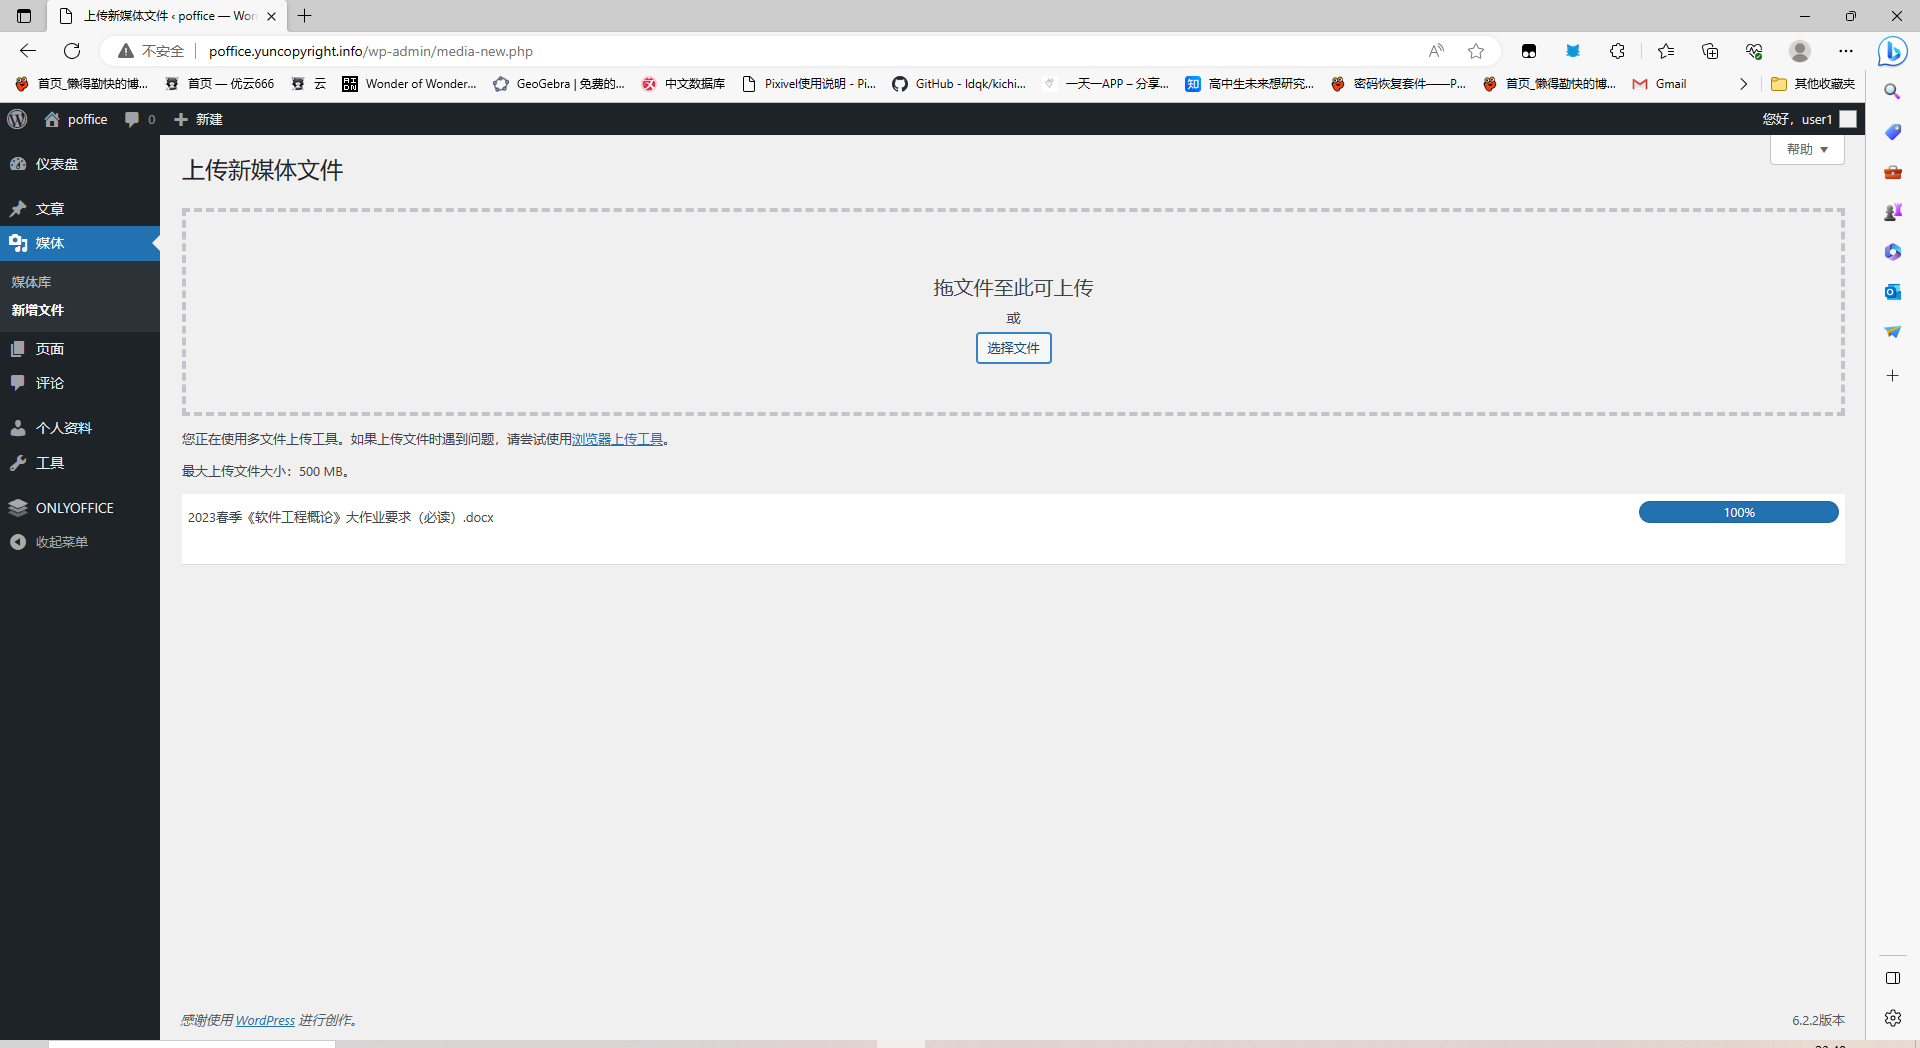 上传新媒体文件 ‹ poffice — Wor
不安全
poffice.yuncopyright.info/wp-admin/media-new.php
首页_懒得勤快的博...
首页 — 优云666
云
Wonder of Wonder...
GeoGebra | 免费的...
中文数据库
Pixivel使用说明 - Pi...
GitHub - ldqk/kichi...
一天一APP – 分享...
高中生未来想研究...
密码恢复套件——P...
首页_懒得勤快的博...
Gmail
其他收藏夹
poffice
0
新建
您好，user1
仪表盘
文章
媒体
媒体库
新增文件
页面
评论
个人资料
工具
ONLYOFFICE
收起菜单
帮助
上传新媒体文件
拖文件至此可上传
或
选择文件
您正在使用多文件上传工具。如果上传文件时遇到问题，请尝试使用浏览器上传工具。
最大上传文件大小：500 MB。
2023春季《软件工程概论》大作业要求（必读）.docx
100%
感谢使用 WordPress 进行创作。
6.2.2版本